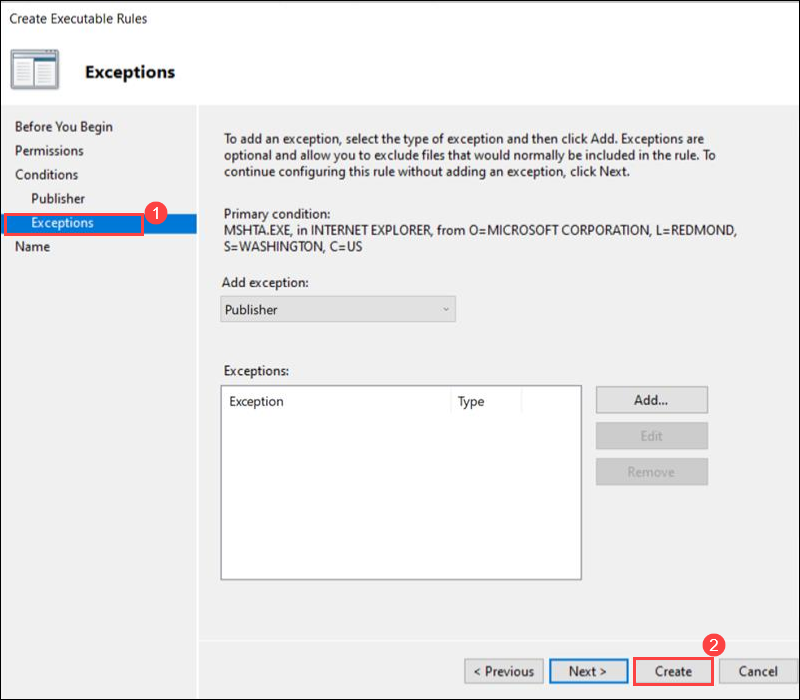 Create Executable Rules
Exceptions
Before You Begin
Permissions
Conditions
Publisher
Exceptions
1
Name
To add an exception, select the type of exception and then click Add. Exceptions are
optional and allow you to exclude files that would normally be included in the rule. To
continue configuring this rule without adding an exception, click Next.
Primary condition:
MSHTA.EXE, in INTERNET EXPLORER, from O=MICROSOFT CORPORATION, L=REDMOND,
S=WASHINGTON, C=US
Add exception:
Publisher
Exceptions:
Exception Type
Add...
Edit
Remove
2
< Previous Next > Create Cancel